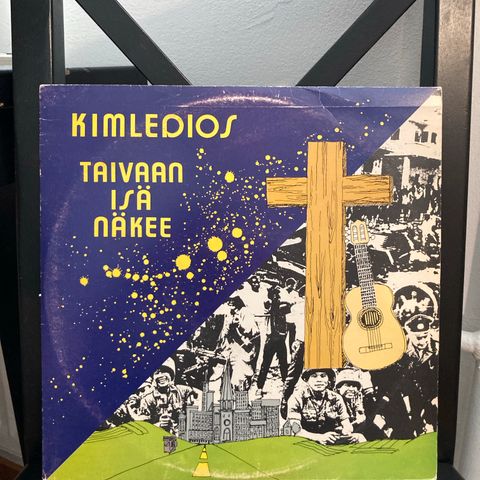 KIMLEDIOS
TAIVAAN
ISÄ
NÄKEE